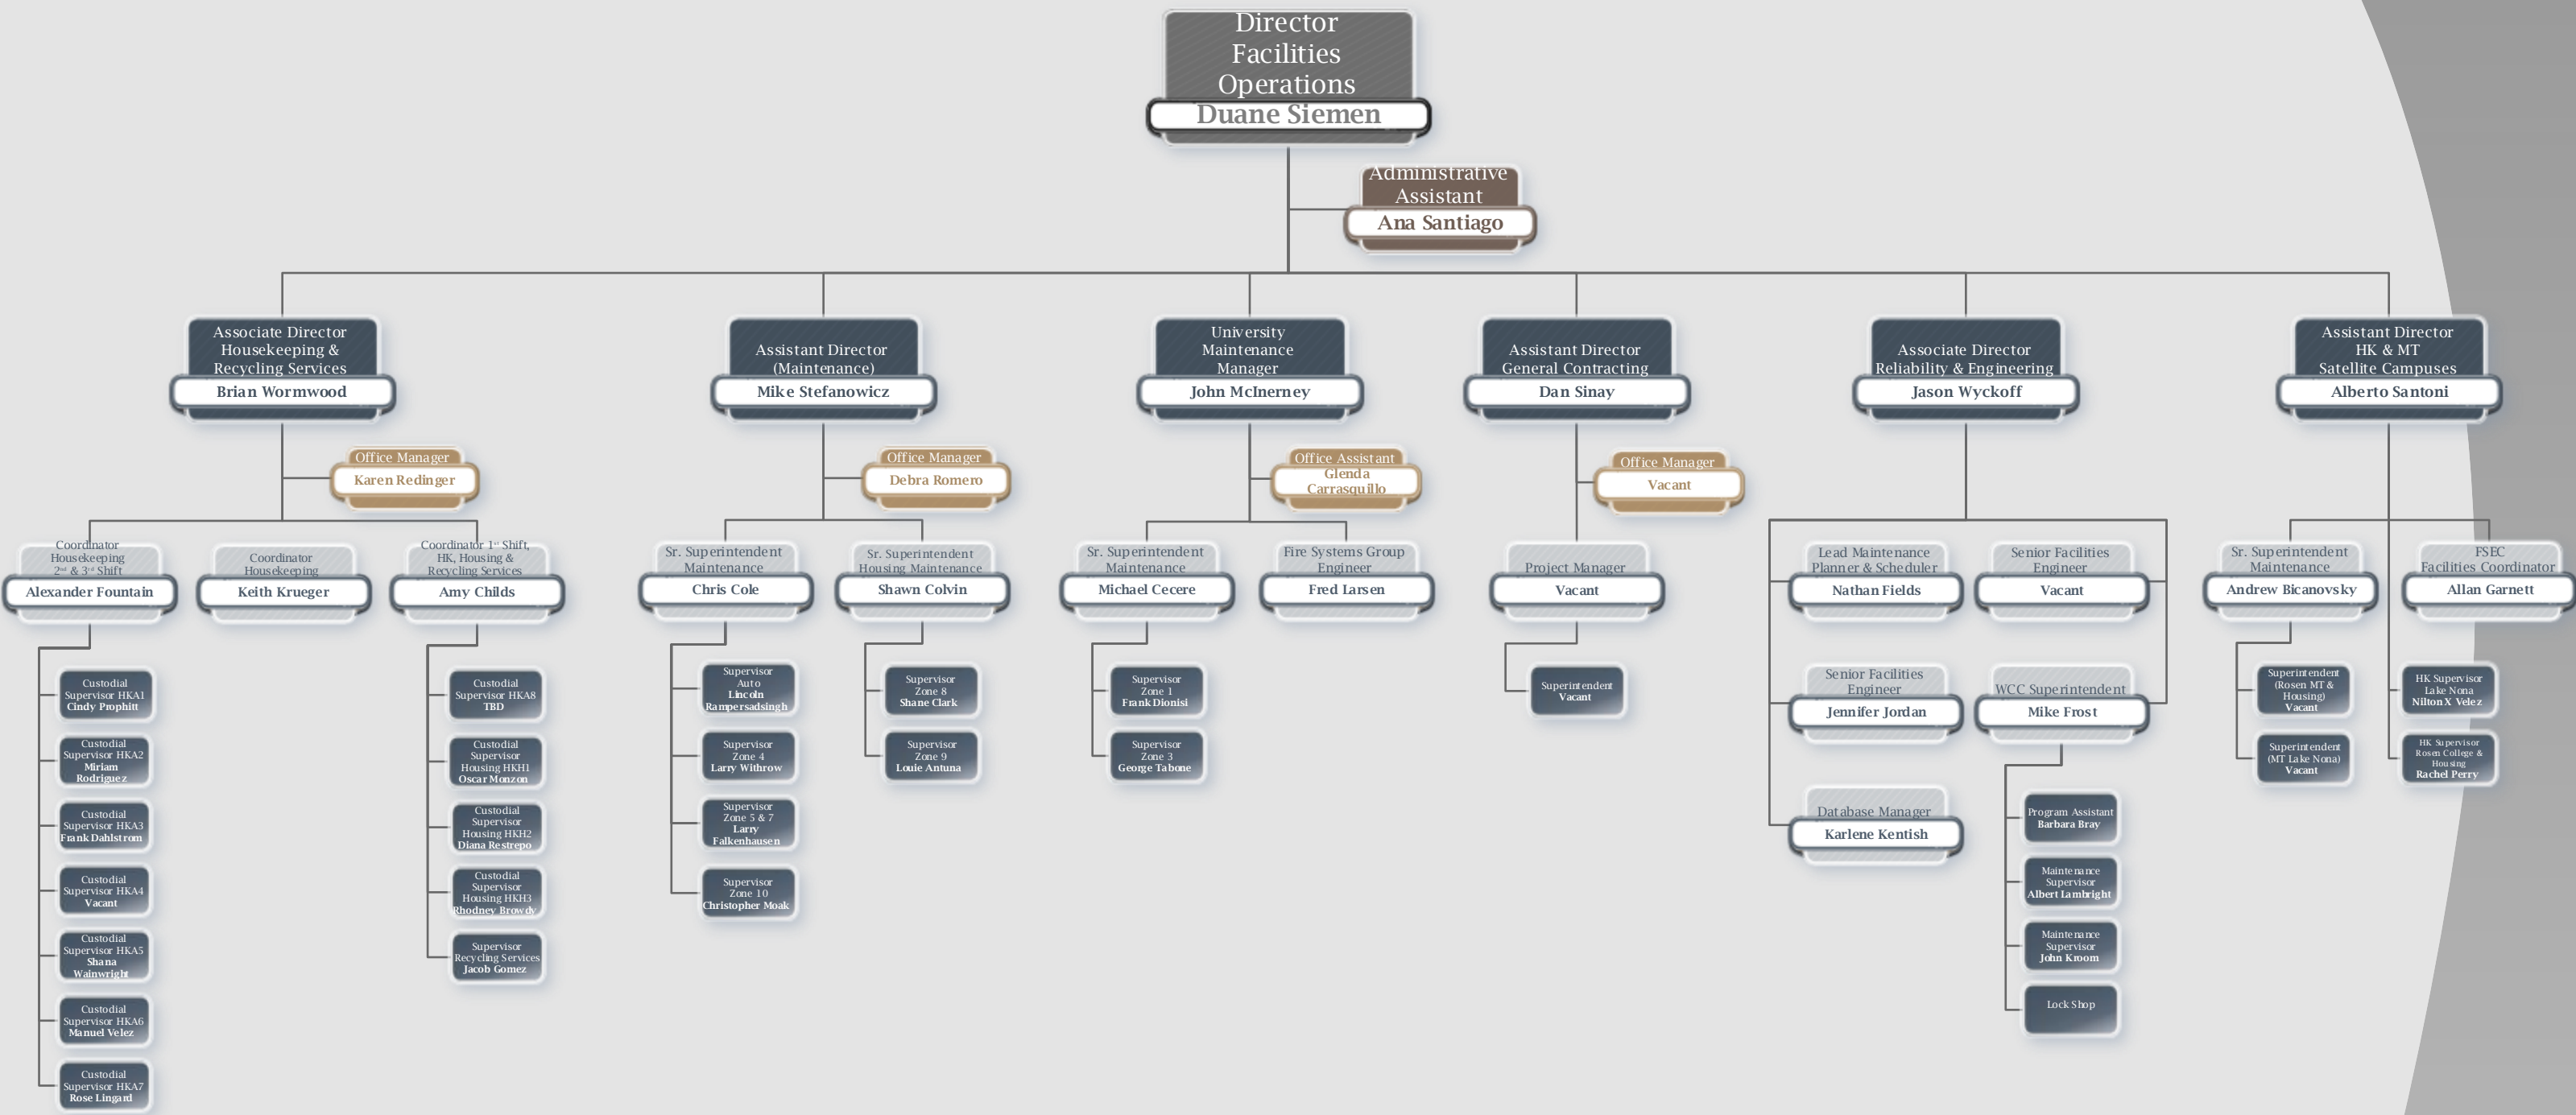 Director
Facilities
Operations
Duane Siemen
Administrative
Assistant
Ana Santiago
Associate Director
Housekeeping &
Recycling Services
Brian Wormwood
Assistant Director
(Maintenance)
Mike Stefanowicz
University
Maintenance
Manager
John McInerney
Assistant Director
General Contracting
Dan Sinay
Associate Director
Reliability & Engineering
Jason Wyckoff
Assistant Director
HK & MT
Satellite Campuses
Alberto Santoni
Office Manager
Karen Redinger
Office Manager
Debra Romero
Office Assistant
Glenda
Carrasquillo
Office Manager
Vacant
Coordinator
Housekeeping
2nd & 3rd Shift
Alexander Fountain
Coordinator
Housekeeping
Keith Krueger
Coordinator 1st Shift,
HK, Housing &
Recycling Services
Amy Childs
Sr. Superintendent
Maintenance
Chris Cole
Sr. Superintendent
Housing Maintenance
Shawn Colvin
Sr. Superintendent
Maintenance
Michael Cecere
Fire Systems Group
Engineer
Fred Larsen
Project Manager
Vacant
Lead Maintenance
Planner & Scheduler
Nathan Fields
Senior Facilities
Engineer
Vacant
Sr. Superintendent
Maintenance
Andrew Bicanovsky
FSEC
Facilities Coordinator
Allan Garnett
Custodial
Supervisor HKA1
Cindy Prophitt
Custodial
Supervisor HKA2
Miriam
Rodriguez
Custodial
Supervisor HKA3
Frank Dahlstrom
Custodial
Supervisor HKA4
Vacant
Custodial
Supervisor HKA5
Shana
Wainwright
Custodial
Supervisor HKA6
Manuel Velez
Custodial
Supervisor HKA7
Rose Lingard
Custodial
Supervisor HKA8
TBD
Custodial
Supervisor
Housing HKH1
Oscar Monzon
Custodial
Supervisor
Housing HKH2
Diana Restrepo
Custodial
Supervisor
Housing HKH3
Rhodney Browdy
Supervisor
Recycling Services
Jacob Gomez
Supervisor
Auto
Lincoln
Rampersadsingh
Supervisor
Zone 4
Larry Withrow
Supervisor
Zone 5 & 7
Larry
Falkenhausen
Supervisor
Zone 10
Christopher Moak
Supervisor
Zone 8
Shane Clark
Supervisor
Zone 9
Louie Antuna
Supervisor
Zone 1
Frank Dionisi
Supervisor
Zone 3
George Tabone
Superintendent
Vacant
Senior Facilities
Engineer
Jennifer Jordan
WCC Superintendent
Mike Frost
Database Manager
Karlene Kentish
Program Assistant
Barbara Bray
Maintenance
Supervisor
Albert Lambright
Maintenance
Supervisor
John Kroom
Lock Shop
Superintendent
(Rosen MT &
Housing)
Vacant
Superintendent
(MT Lake Nona)
Vacant
HK Supervisor
Lake Nona
Nilton X Velez
HK Supervisor
Rosen College &
Housing
Rachel Perry